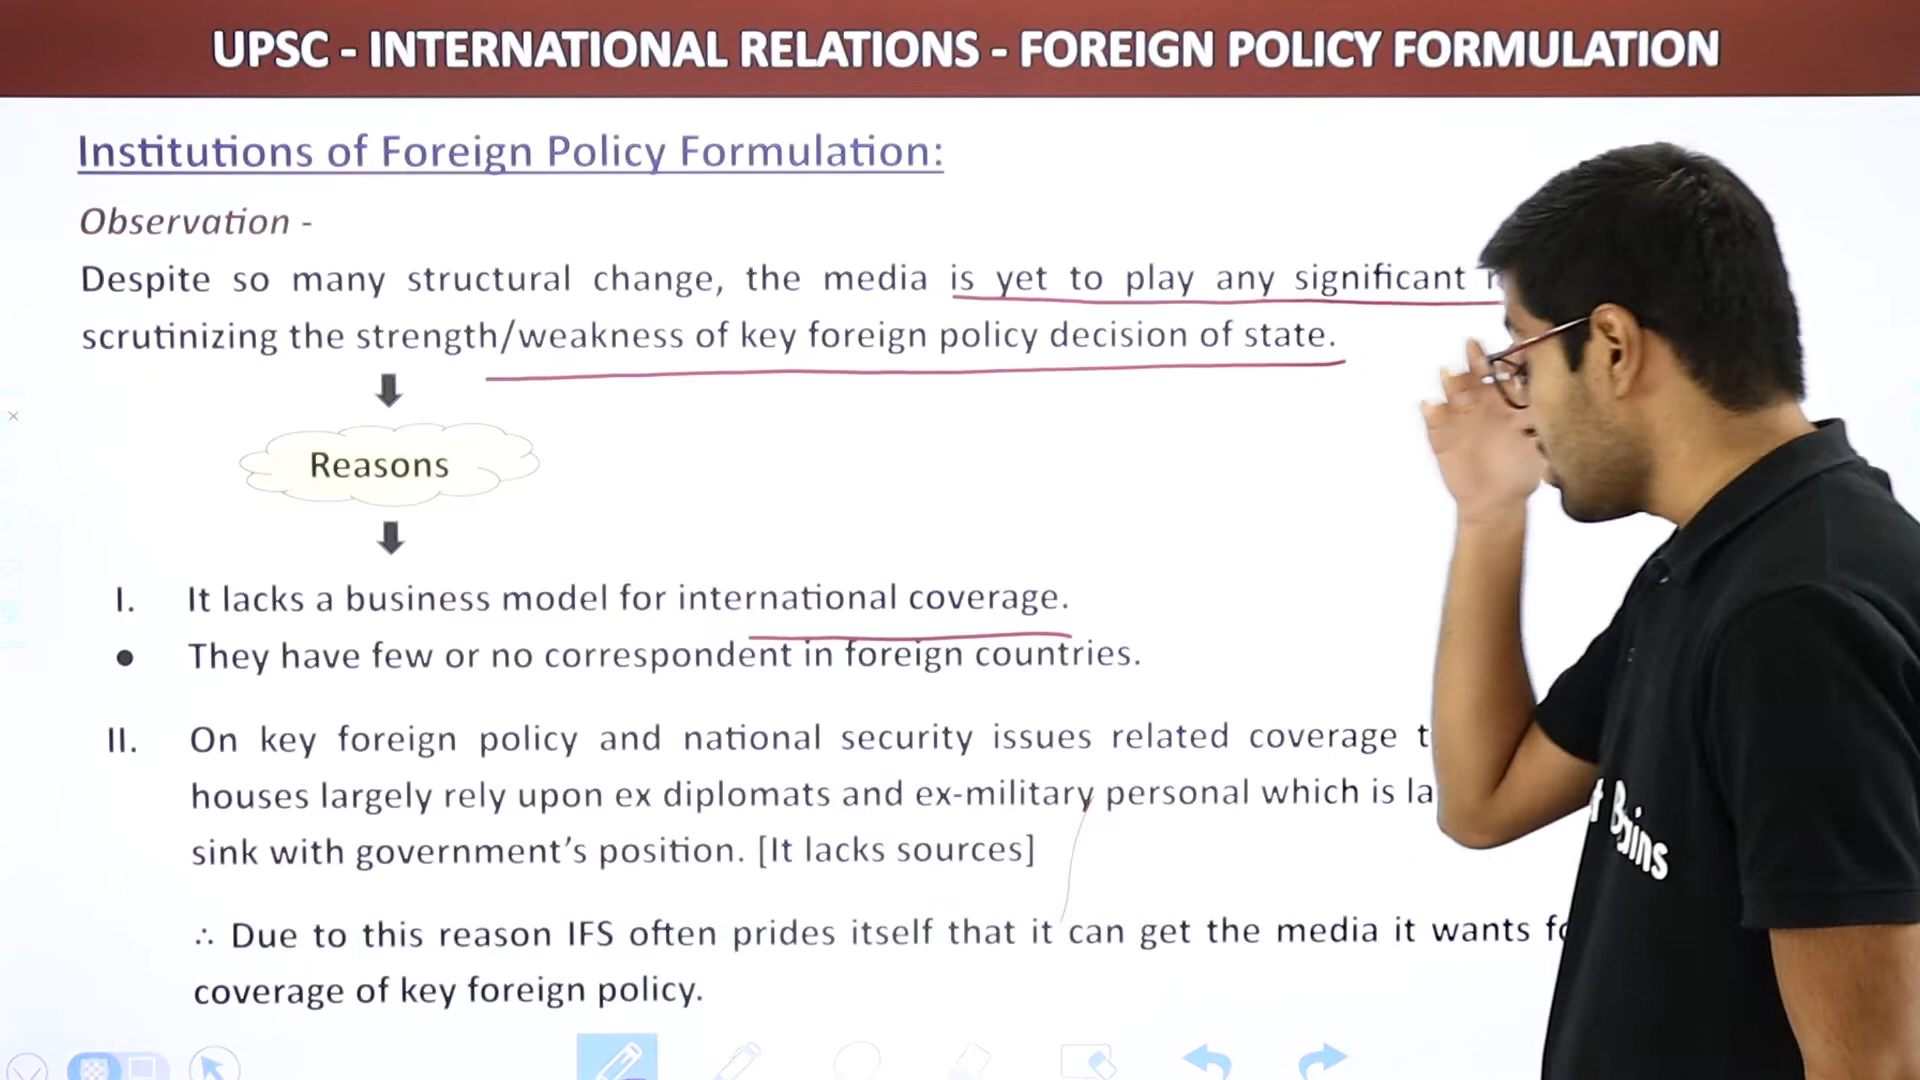 UPSC - INTERNATIONAL RELATIONS - FOREIGN POLICY FORMULATION
Institutions of Foreign Policy Formulation:
Observation -
Despite so many structural change, the media is yet to play any significant
scrutinizing the strength/weakness of key foreign policy decision of state.
Reasons
I. It lacks a business model for international coverage.
● They have few or no correspondent in foreign countries.
II. On key foreign policy and national security issues related coverage
houses largely rely upon ex diplomats and ex-military personal which is
sink with government's position. [It lacks sources]
∴ Due to this reason IFS often prides itself that it can get the media it wants
coverage of key foreign policy.